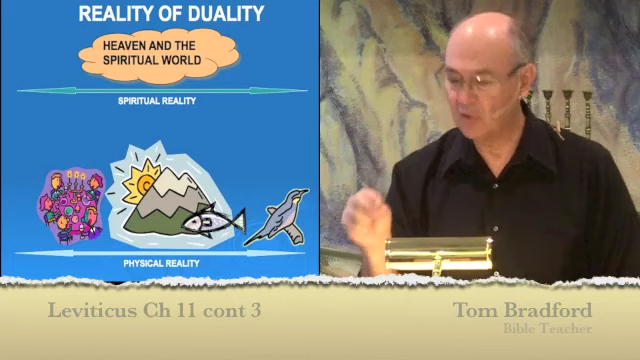 REALITY OF DUALITY
HEAVEN AND THE
SPIRITUAL WORLD
SPIRITUAL REALITY
PHYSICAL REALITY
Leviticus Ch 11 cont 3
Tom Bradford
Bible Teacher